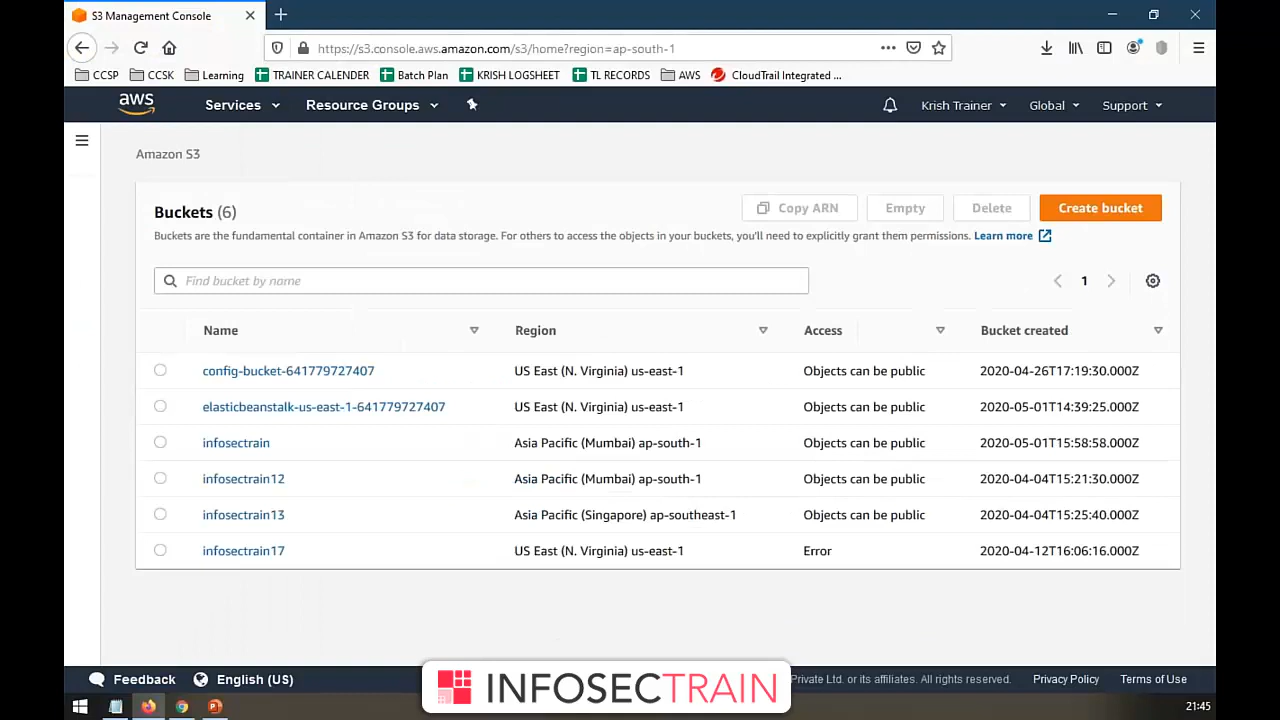 S3 Management Console
https://s3.console.aws.amazon.com/s3/home?region=ap-south-1
CCSP CCSK Learning TRAINER CALENDER Batch Plan KRISH LOGSHEET TL RECORDS AWS CloudTrail Integrated ...
aws Services Resource Groups Krish Trainer Global Support
Amazon S3
Buckets (6) Copy ARN Empty Delete Create bucket
Buckets are the fundamental container in Amazon S3 for data storage. For others to access the objects in your buckets, you'll need to explicitly grant them permissions. Learn more
Find bucket by name 1
Name Region Access Bucket created
config-bucket-641779727407 US East (N. Virginia) us-east-1 Objects can be public 2020-04-26T17:19:30.000Z
elasticbeanstalk-us-east-1-641779727407 US East (N. Virginia) us-east-1 Objects can be public 2020-05-01T14:39:25.000Z
infosectrain Asia Pacific (Mumbai) ap-south-1 Objects can be public 2020-05-01T15:58:58.000Z
infosectrain12 Asia Pacific (Mumbai) ap-south-1 Objects can be public 2020-04-04T15:21:30.000Z
infosectrain13 Asia Pacific (Singapore) ap-southeast-1 Objects can be public 2020-04-04T15:25:40.000Z
infosectrain17 US East (N. Virginia) us-east-1 Error 2020-04-12T16:06:16.000Z
Feedback English (US) Private Ltd. or its affiliates. All rights reserved. Privacy Policy Terms of Use
INFOSECTRAIN
21:45